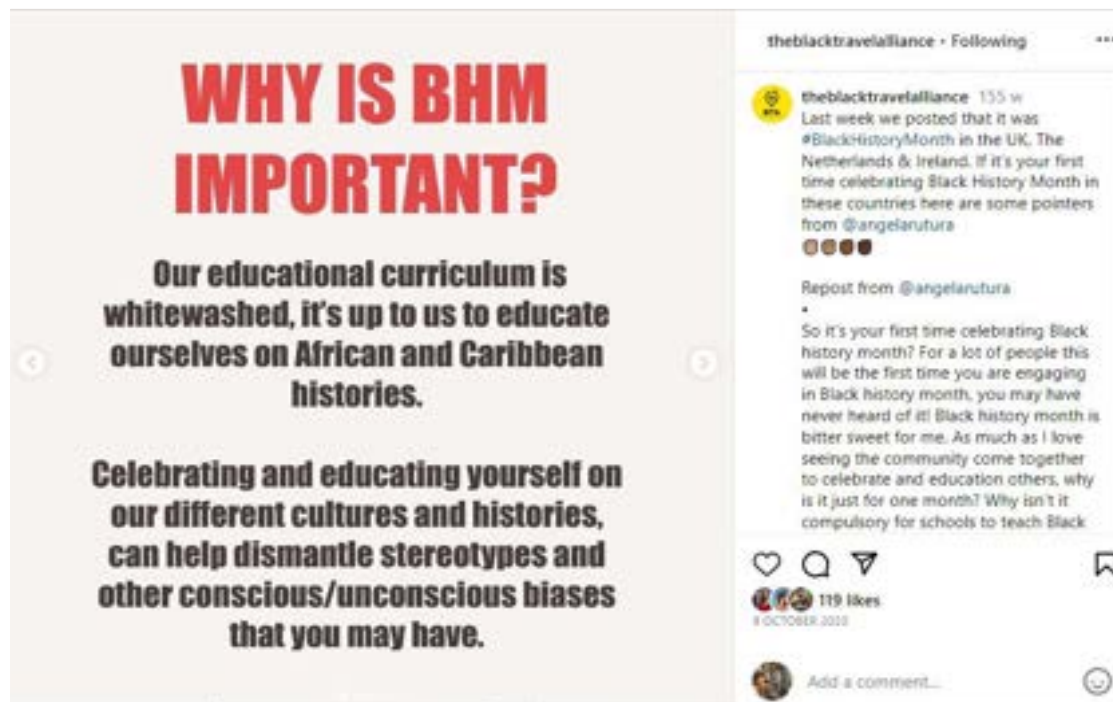 WHY IS BHM
IMPORTANT?
Our educational curriculum is
whitewashed, it's up to us to educate
ourselves on African and Caribbean
histories.
Celebrating and educating yourself on
our different cultures and histories,
can help dismantle stereotypes and
other conscious/unconscious biases
that you may have.
theblacktravelalliance • Following
theblacktravelalliance 155 w
Last week we posted that it was
#BlackHistoryMonth in the UK, The
Netherlands & Ireland. If it's your first
time celebrating Black History Month in
these countries here are some pointers
from @angelarutura
Repost from @angelarutura
•
So it's your first time celebrating Black
history month? For a lot of people this
will be the first time you are engaging
in Black history month, you may have
never heard of it! Black history month is
bitter sweet for me. As much as I love
seeing the community come together
to celebrate and education others, why
is it just for one month? Why isn't it
compulsory for schools to teach Black
119 likes
OCTOBER
Add a comment...